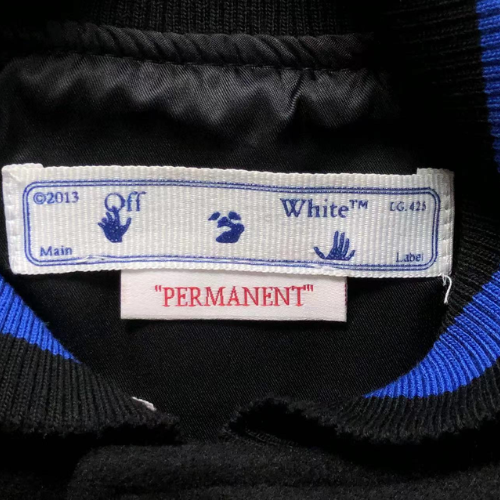 ©2013 Off White™ LG.425
Main Label
"PERMANENT"